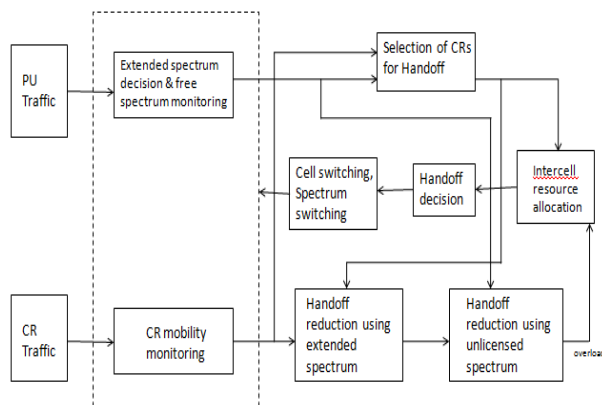 PU
Traffic
Extended spectrum
decision & free
spectrum monitoring
Selection of CRs
for Handoff
Cell switching,
Spectrum
switching
Handoff
decision
Intercell
resource
allocation
CR
Traffic
CR mobility
monitoring
Handoff
reduction using
extended
spectrum
Handoff
reduction using
unlicensed
spectrum
overloa